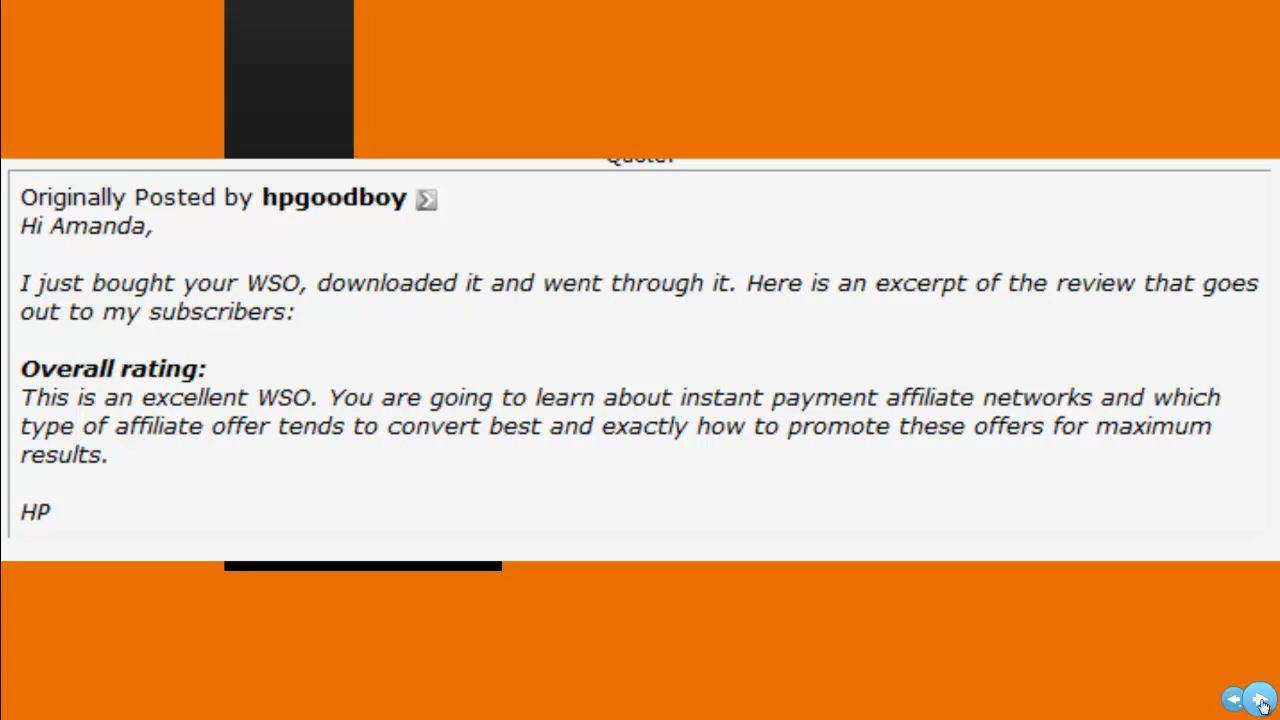 Quote:
Originally Posted by hpgoodboy
Hi Amanda,
I just bought your WSO, downloaded it and went through it. Here is an excerpt of the review that goes
out to my subscribers:
Overall rating:
This is an excellent WSO. You are going to learn about instant payment affiliate networks and which
type of affiliate offer tends to convert best and exactly how to promote these offers for maximum
results.
HP